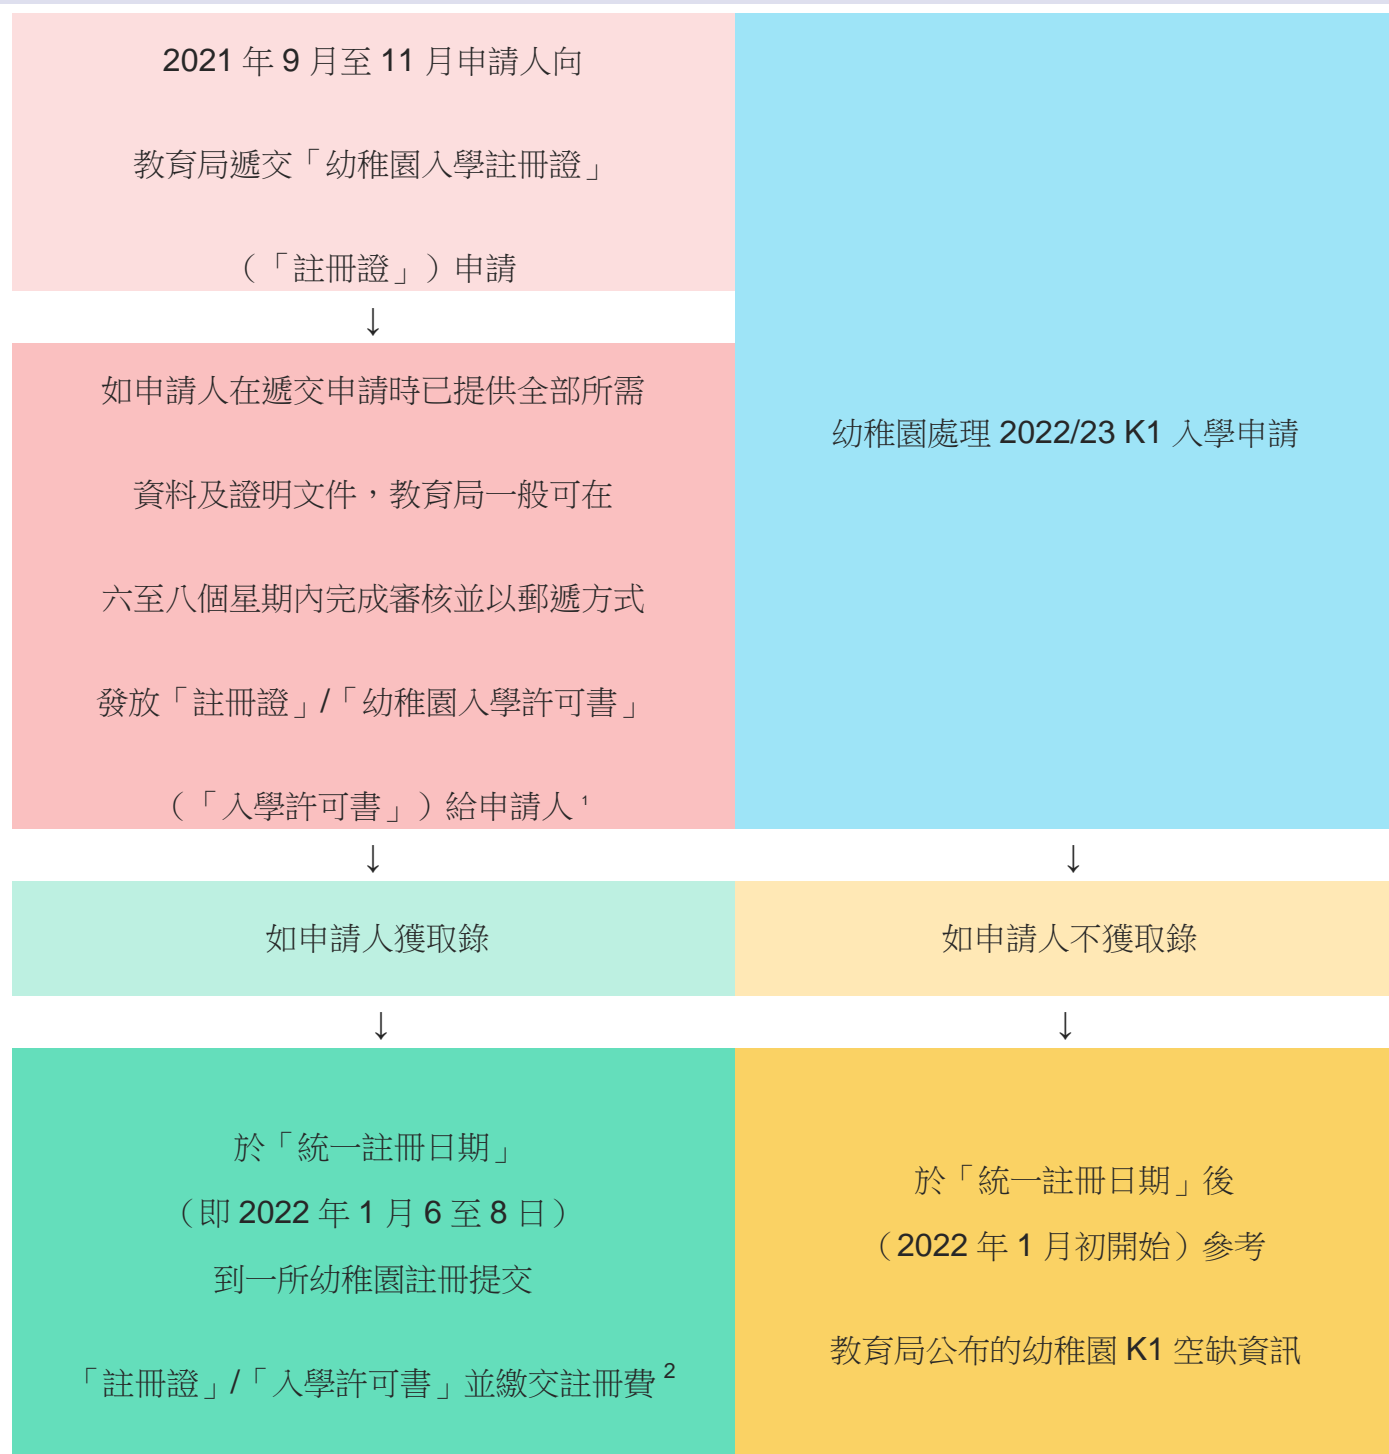 2021 年 9 月至 11 月申請人向
教育局遞交「幼稚園入學註冊證」
（「註冊證」）申請
↓
如申請人在遞交申請時已提供全部所需
資料及證明文件，教育局一般可在
六至八個星期內完成審核並以郵遞方式
發放「註冊證」/「幼稚園入學許可書」
（「入學許可書」）給申請人 1
幼稚園處理 2022/23 K1 入學申請
↓
↓
如申請人獲取錄
如申請人不獲取錄
↓
↓
於「統一註冊日期」
（即 2022 年 1 月 6 至 8 日）
到一所幼稚園註冊提交
「註冊證」/「入學許可書」並繳交註冊費 2
於「統一註冊日期」後
（2022 年 1 月初開始）參考
教育局公布的幼稚園 K1 空缺資訊